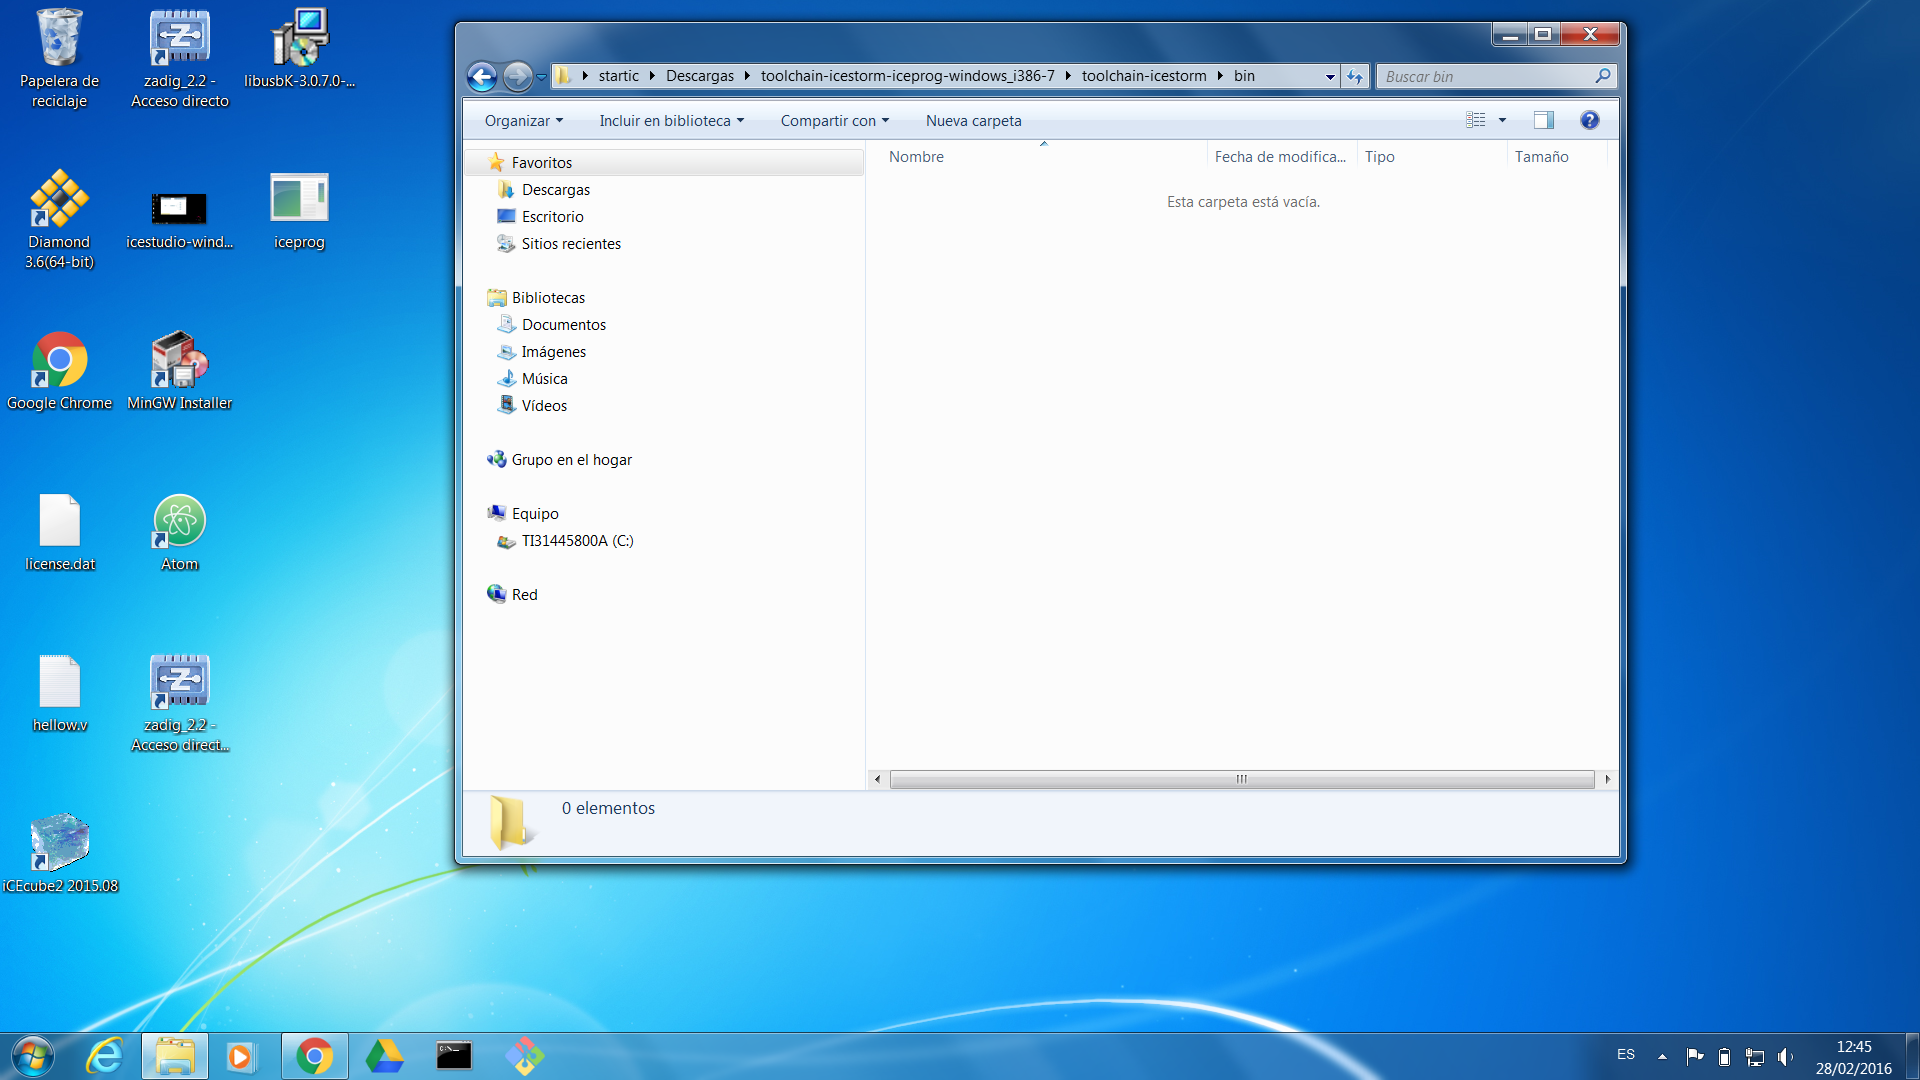 Papelera de
reciclaje
zadig_2.2 -
Acceso directo
libusbK-3.0.7.0-...
Diamond
3.6(64-bit)
icestudio-wind...
iceprog
Google Chrome
MinGW Installer
license.dat
Atom
hellow.v
zadig_2.2 -
Acceso direct...
iCEcube2 2015.08
startic
Descargas
toolchain-icestorm-iceprog-windows_i386-7
toolchain-icestorm
bin
Buscar bin
Organizar
Incluir en biblioteca
Compartir con
Nueva carpeta
Favoritos
Descargas
Escritorio
Sitios recientes
Bibliotecas
Documentos
Imágenes
Música
Vídeos
Grupo en el hogar
Equipo
TI31445800A (C:)
Red
Nombre
Fecha de modifica...
Tipo
Tamaño
Esta carpeta está vacía.
0 elementos
ES
12:45
28/02/2016